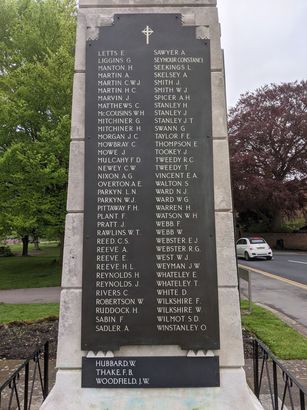 LETTS E.
LIGGINS G.
MANTON H.
MARTIN A.
MARTIN C.W.J.
MARTIN H.C.
MARVIN J.
MATTHEWS C.
McCOUSINS W.H.
MITCHINER G.
MITCHINER H.
MORGAN J.C.
MOWBRAY C.
MOWE J.
MULCAHY F.D.
NEWEY C.W.
NIXON A.G.
OVERTON A.E.
PARKYN L.N.
PARKYN W.J.
PITTAWAY F.H.
PLANT F.
PRATT J.
RAWLINS W.T.
REED C.S.
REEVE A.
REEVE E.
REEVE H.L.
REYNOLDS H.
REYNOLDS J.
RIVERS C.
ROBERTSON W.
RUDDOCK H.
SABIN F.
SADLER A.
SAWYER A.
SEYMOUR CONSTANCE
SEEKINGS L.
SKELSEY A.
SMITH J.
SMITH W.J.
SPICER A.H.
STANLEY H.
STANLEY J.
STANLEY J.T.
SWANN G.
TAYLOR F.E.
THOMPSON E.
TOOKEY J.
TWEEDY R.C.
TWEEDY T.
VINCENT E.A.
WALTON S.
WARD N.J.
WARD W.G.
WARREN H.
WATSON W.H.
WEBB F.
WEBB W.
WEBSTER E.J.
WEBSTER R.G.
WEST W.J.
WEYMAN J.W.
WHATELEY E.
WHATELEY T.
WHITE D.
WILKSHIRE F.
WILKSHIRE W.
WILMOT S.D.
WINSTANLEY O.
HUBBARD. W.
THAKE. F. B.
WOODFIELD. J.W.